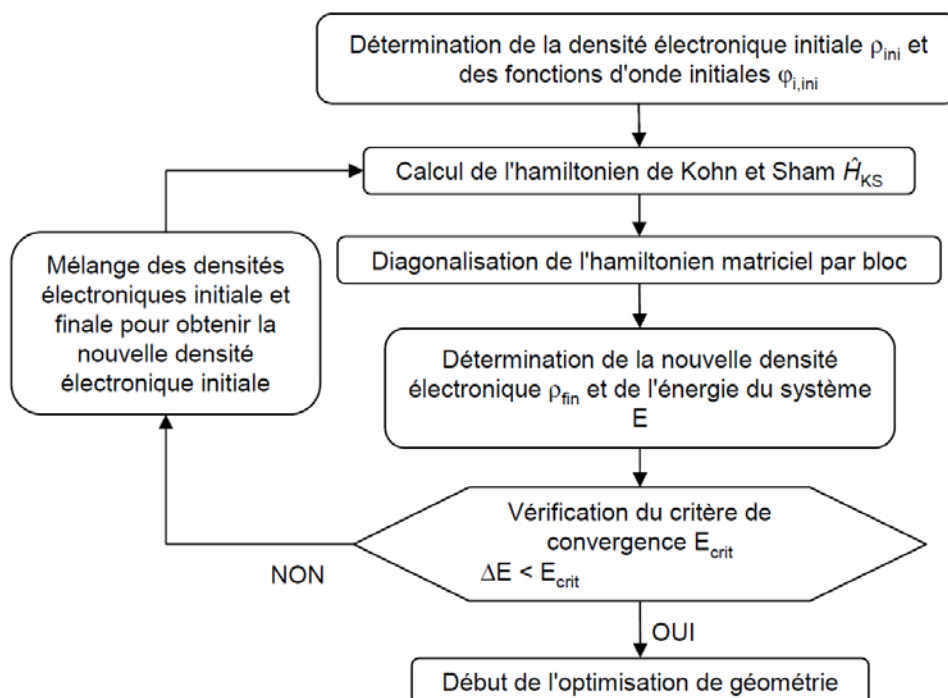 Détermination de la densité électronique initiale ρini et
des fonctions d'onde initiales φi,ini
Calcul de l'hamiltonien de Kohn et Sham ĤKS
Diagonalisation de l'hamiltonien matriciel par bloc
Mélange des densités
électroniques initiale et
finale pour obtenir la
nouvelle densité
électronique initiale
Détermination de la nouvelle densité
électronique ρfin et de l'énergie du système
E
Vérification du critère de
convergence Ecrit
ΔE < Ecrit
NON
OUI
Début de l'optimisation de géométrie